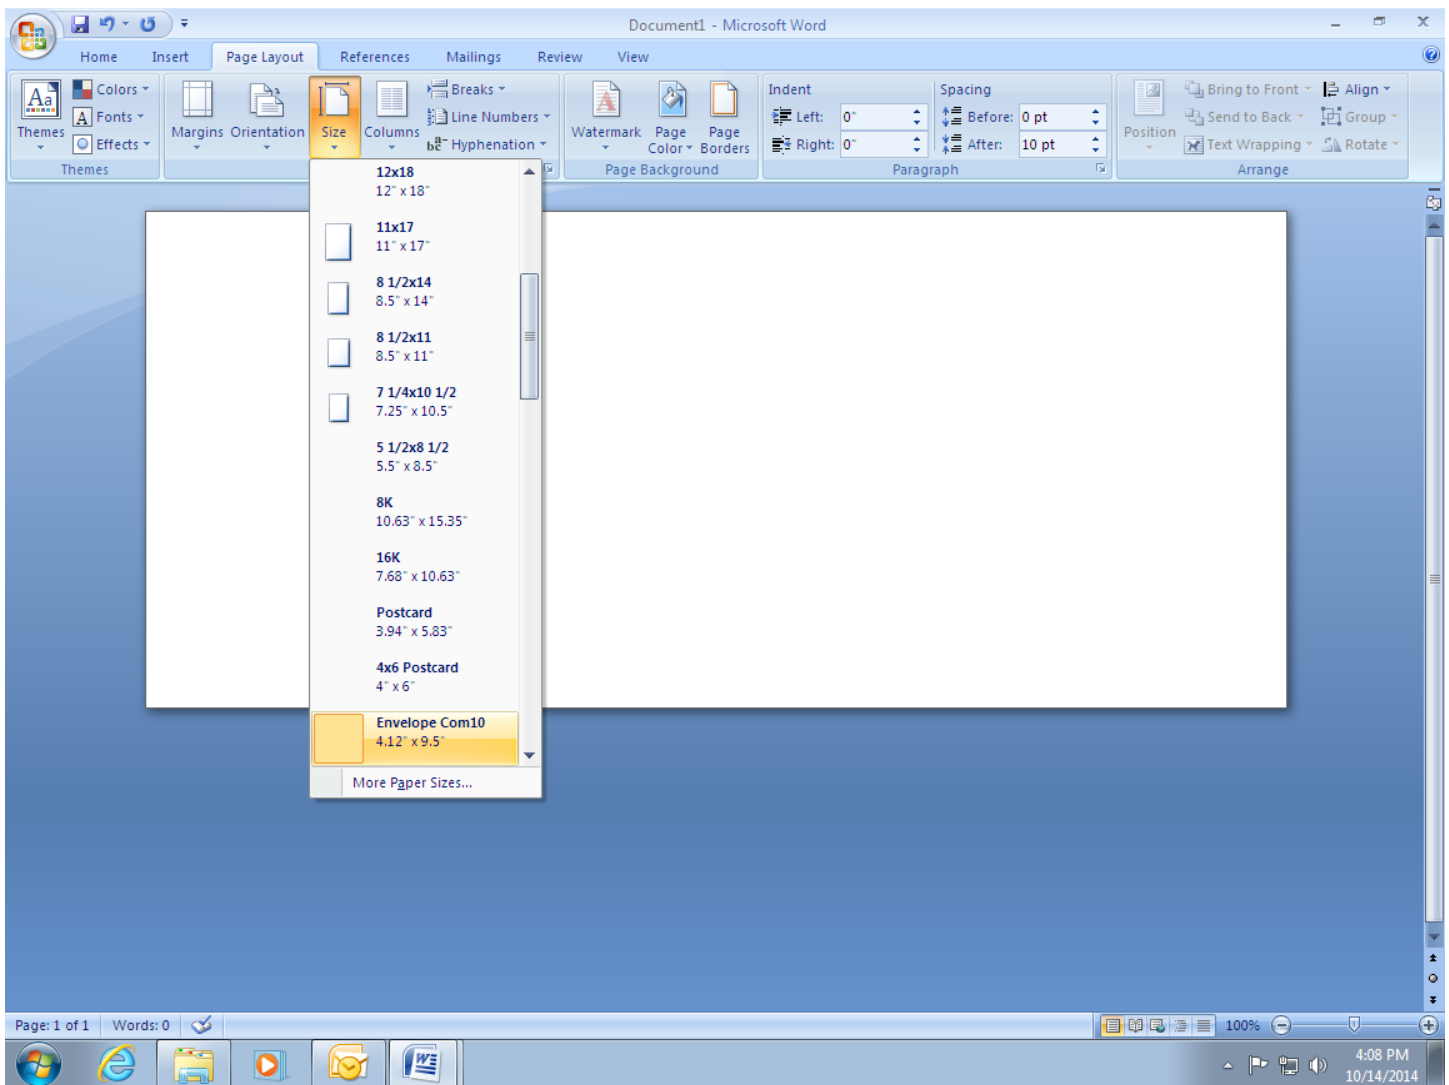 Document1 - Microsoft Word
Home Insert Page Layout References Mailings Review View
Themes
Colors
Fonts
Effects
Themes
Margins Orientation Size Columns
Breaks
Line Numbers
Hyphenation
Watermark Page Color Page Borders
Page Background
Indent
Left: 0"
Right: 0"
Spacing
Before: 0 pt
After: 10 pt
Paragraph
Position
Bring to Front
Send to Back
Text Wrapping
Align
Group
Rotate
Arrange
12x18
12" x 18"
11x17
11" x 17"
8 1/2x14
8.5" x 14"
8 1/2x11
8.5" x 11"
7 1/4x10 1/2
7.25" x 10.5"
5 1/2x8 1/2
5.5" x 8.5"
8K
10.63" x 15.35"
16K
7.68" x 10.63"
Postcard
3.94" x 5.83"
4x6 Postcard
4" x 6"
Envelope Com10
4.12" x 9.5"
More Paper Sizes...
Page: 1 of 1 Words: 0
100%
4:08 PM
10/14/2014